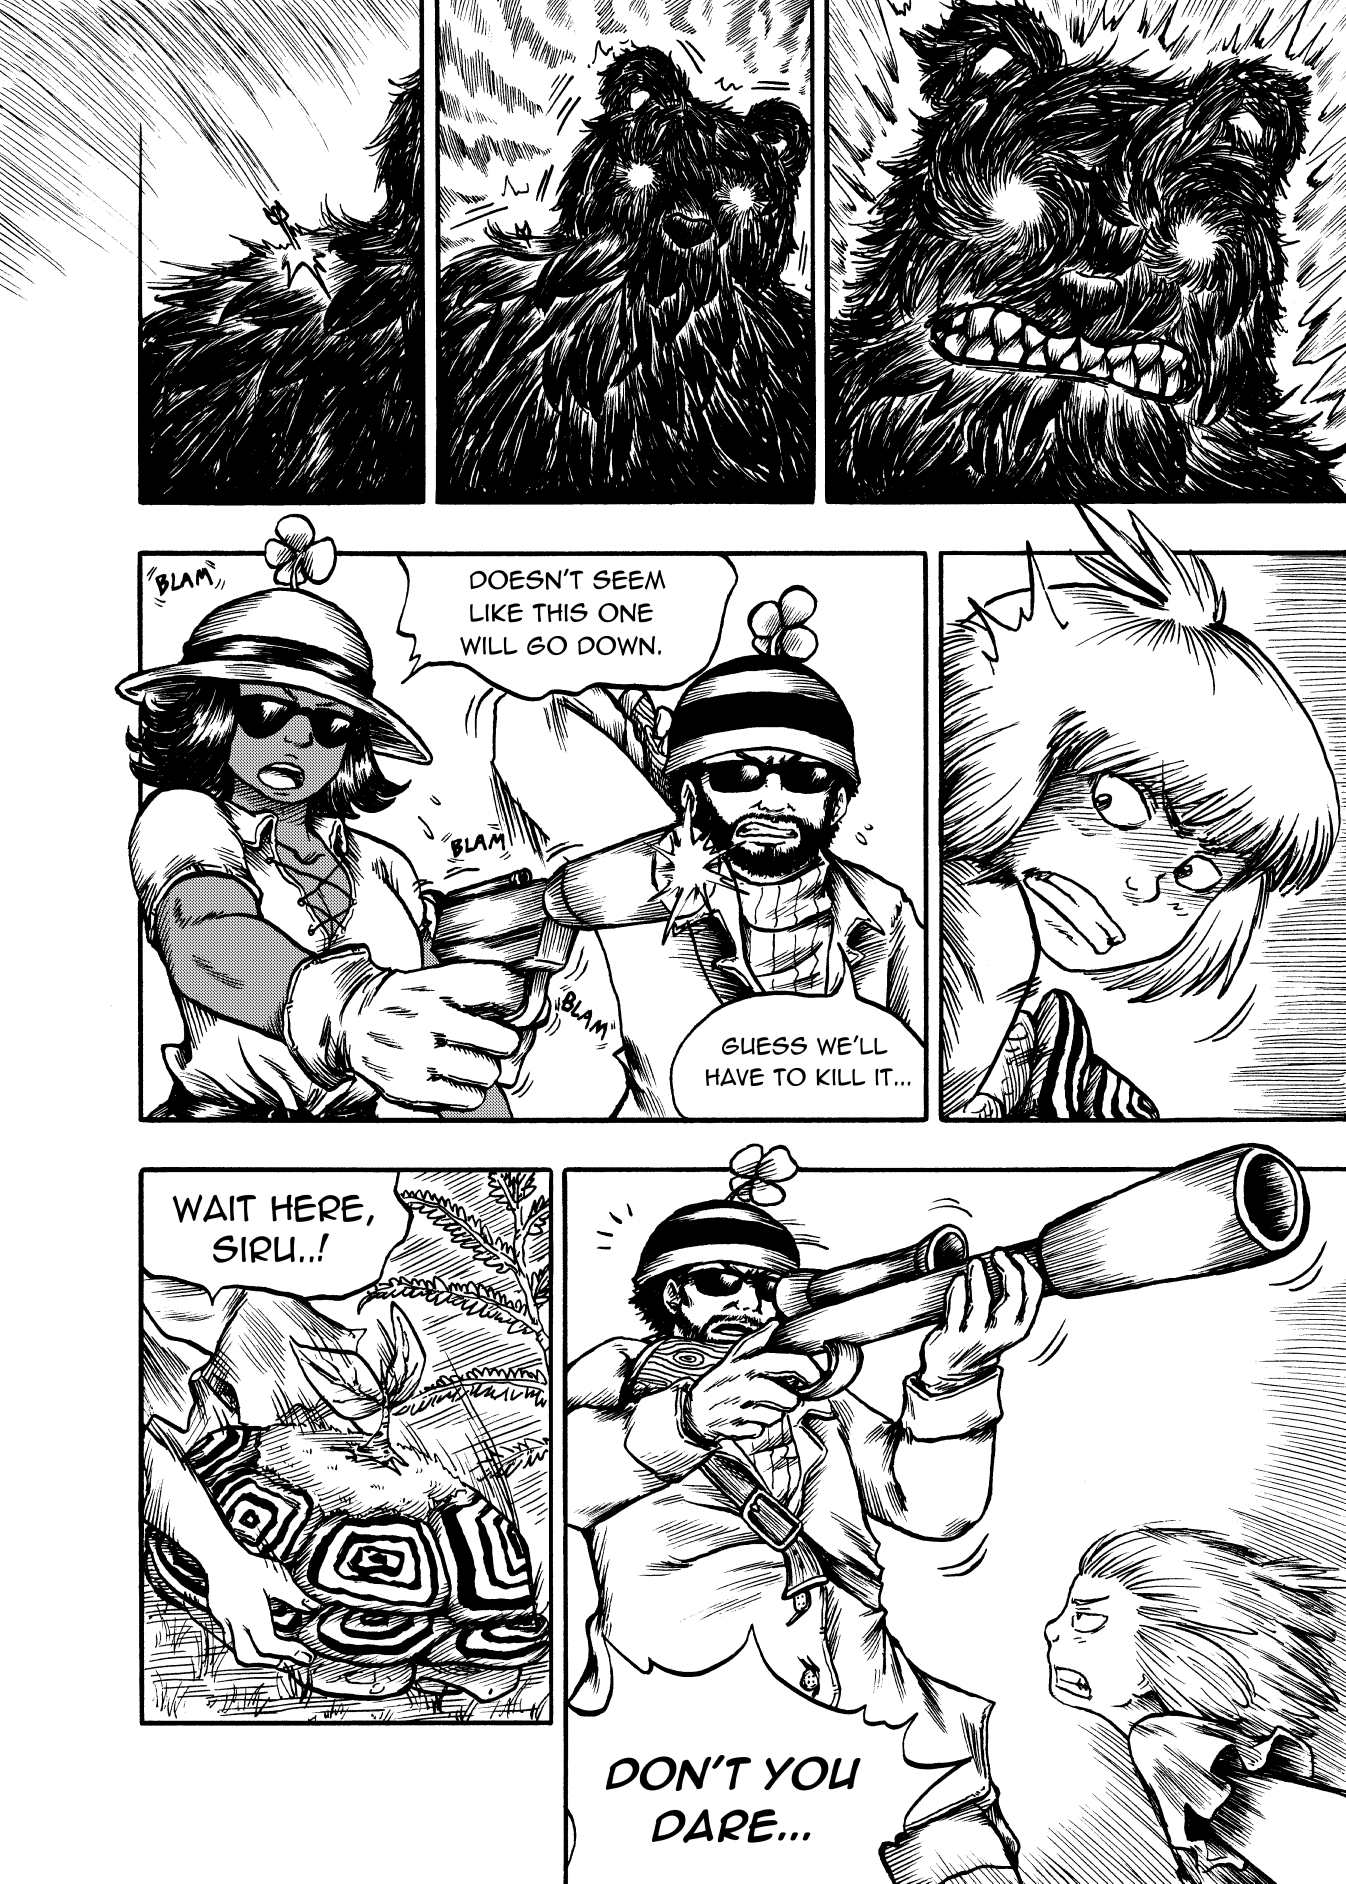 "BLAM"
DOESN'T SEEM
LIKE THIS ONE
WILL GO DOWN.
BLAM
"BLAM"
GUESS WE'LL
HAVE TO KILL IT...
WAIT HERE,
SIRU..!
DON'T YOU
DARE...